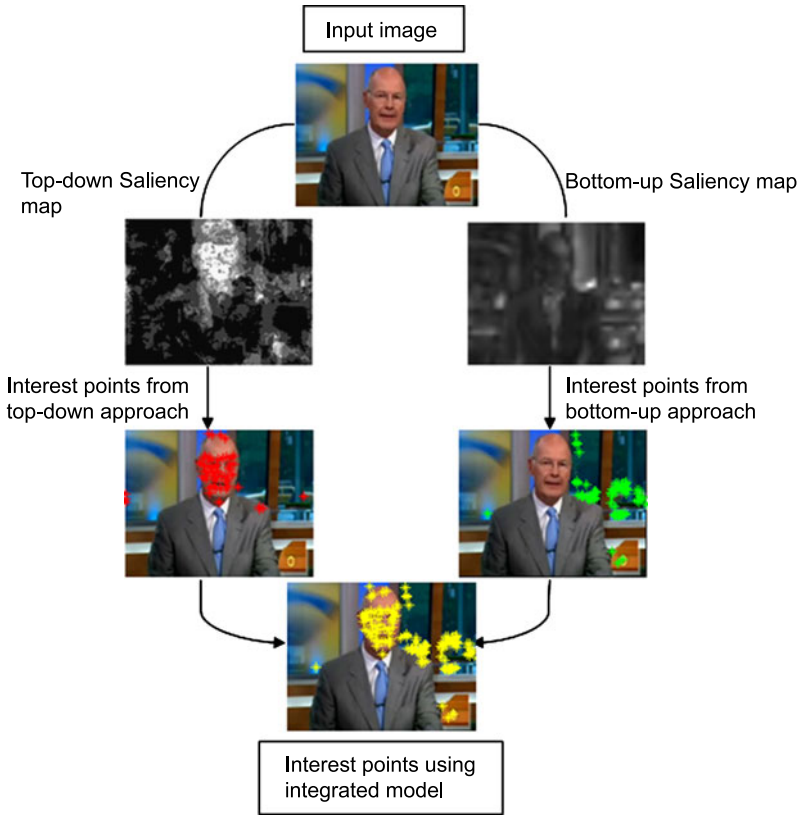 Input image
Top-down Saliency
map
Bottom-up Saliency map
Interest points from
top-down approach
Interest points from
bottom-up approach
Interest points using
integrated model